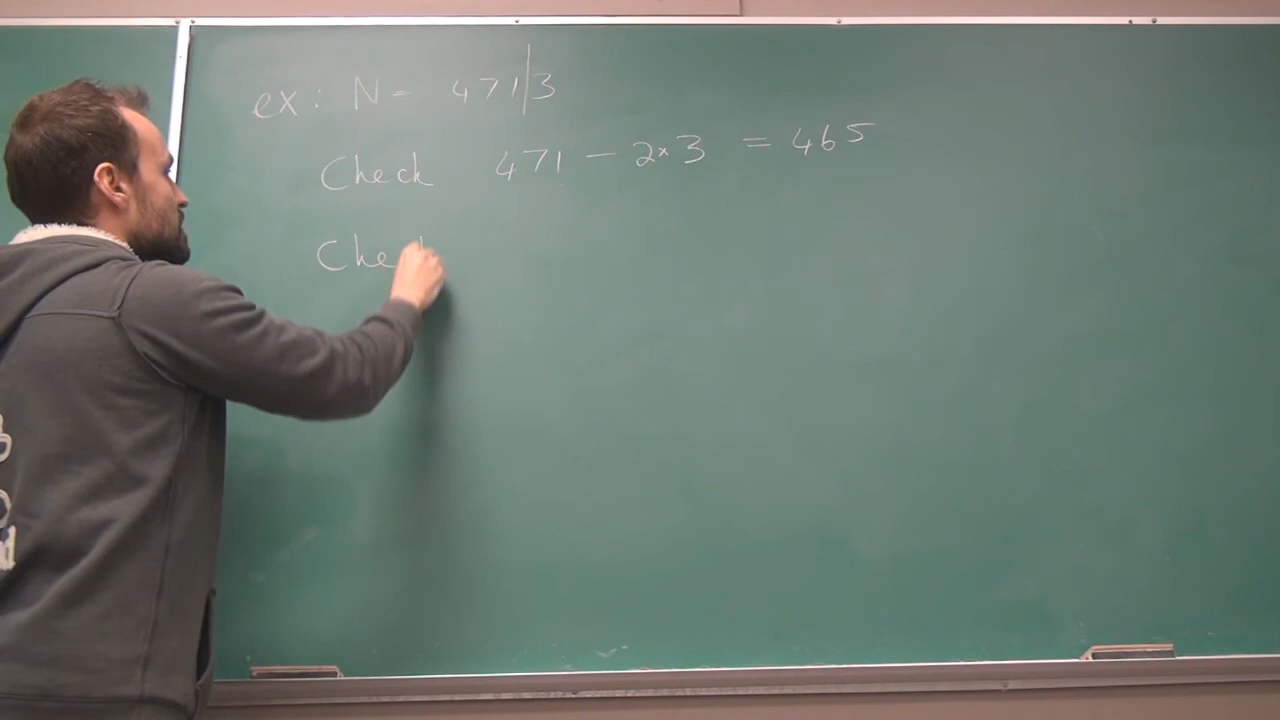 ex: N = 471|3
Check 471 - 2×3 = 465
Check